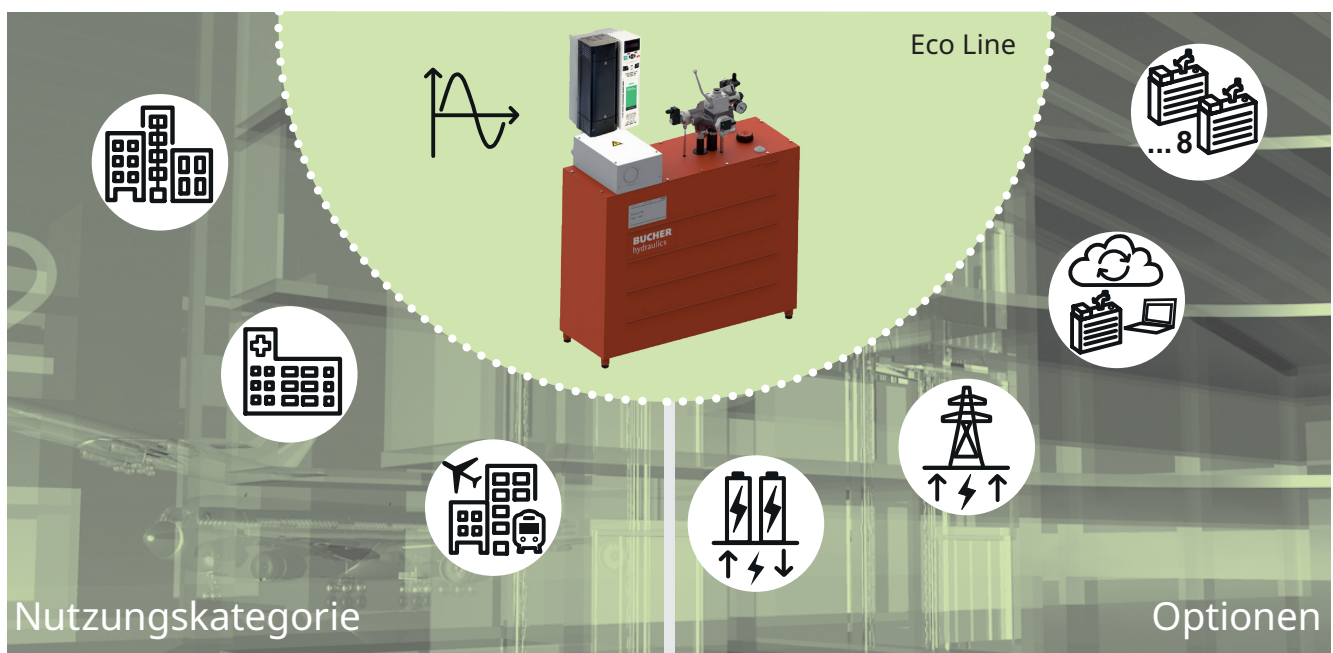 Eco Line
... 8
BUCHER
hydraulics
Nutzungskategorie
Optionen